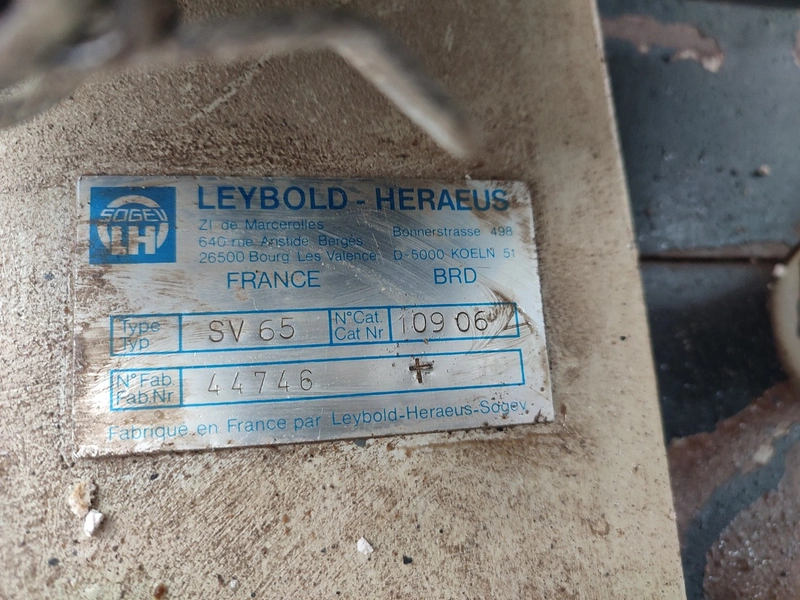 SOGEV
LH
LEYBOLD - HERAEUS
ZI de Marcerolles
640 rue Aristide Bergès
26500 Bourg Les Valence
FRANCE
Bonnerstrasse 498
D-5000 KOELN 51
BRD
Type
Typ
SV 65
N° Cat.
Cat Nr
109 06
N° Fab.
Fab. Nr
44746
+
Fabriqué en France par Leybold-Heraeus-Sogev